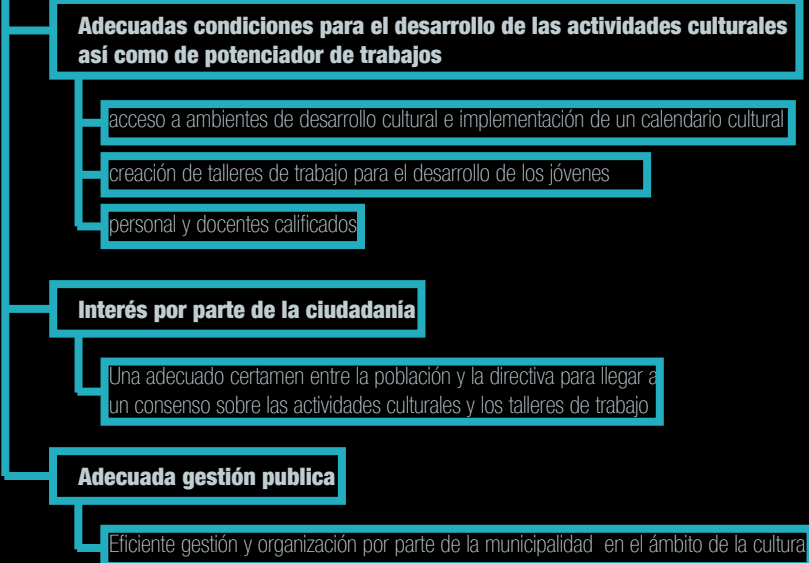 Adecuadas condiciones para el desarrollo de las actividades culturales
así como de potenciador de trabajos
acceso a ambientes de desarrollo cultural e implementación de un calendario cultural
creación de talleres de trabajo para el desarrollo de los jóvenes
personal y docentes calificados
Interés por parte de la ciudadanía
Una adecuado certamen entre la población y la directiva para llegar a
un consenso sobre las actividades culturales y los talleres de trabajo
Adecuada gestión publica
Eficiente gestión y organización por parte de la municipalidad en el ámbito de la cultura